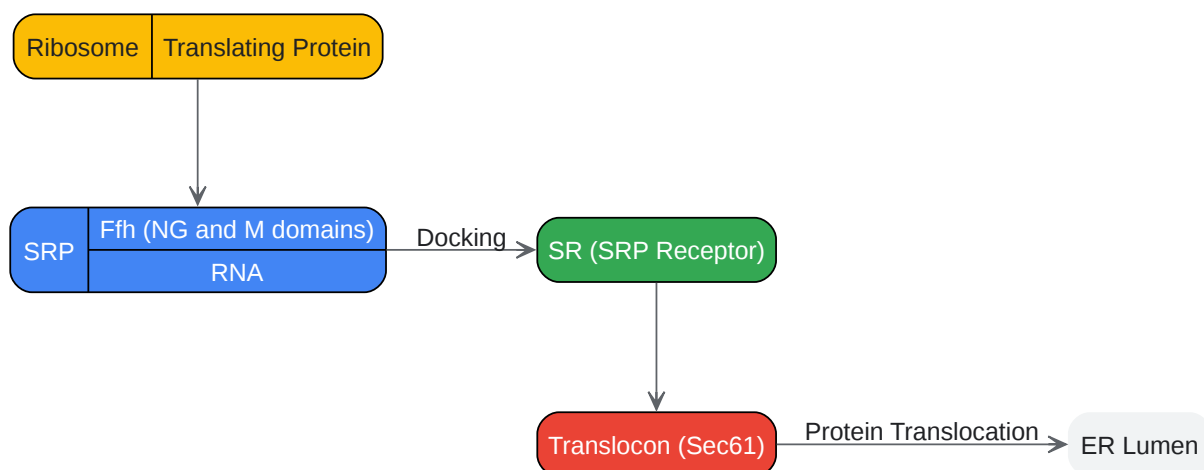 Ribosome
Translating Protein
SRP
Ffh (NG and M domains)
RNA
Docking
SR (SRP Receptor)
Translocon (Sec61)
Protein Translocation
ER Lumen